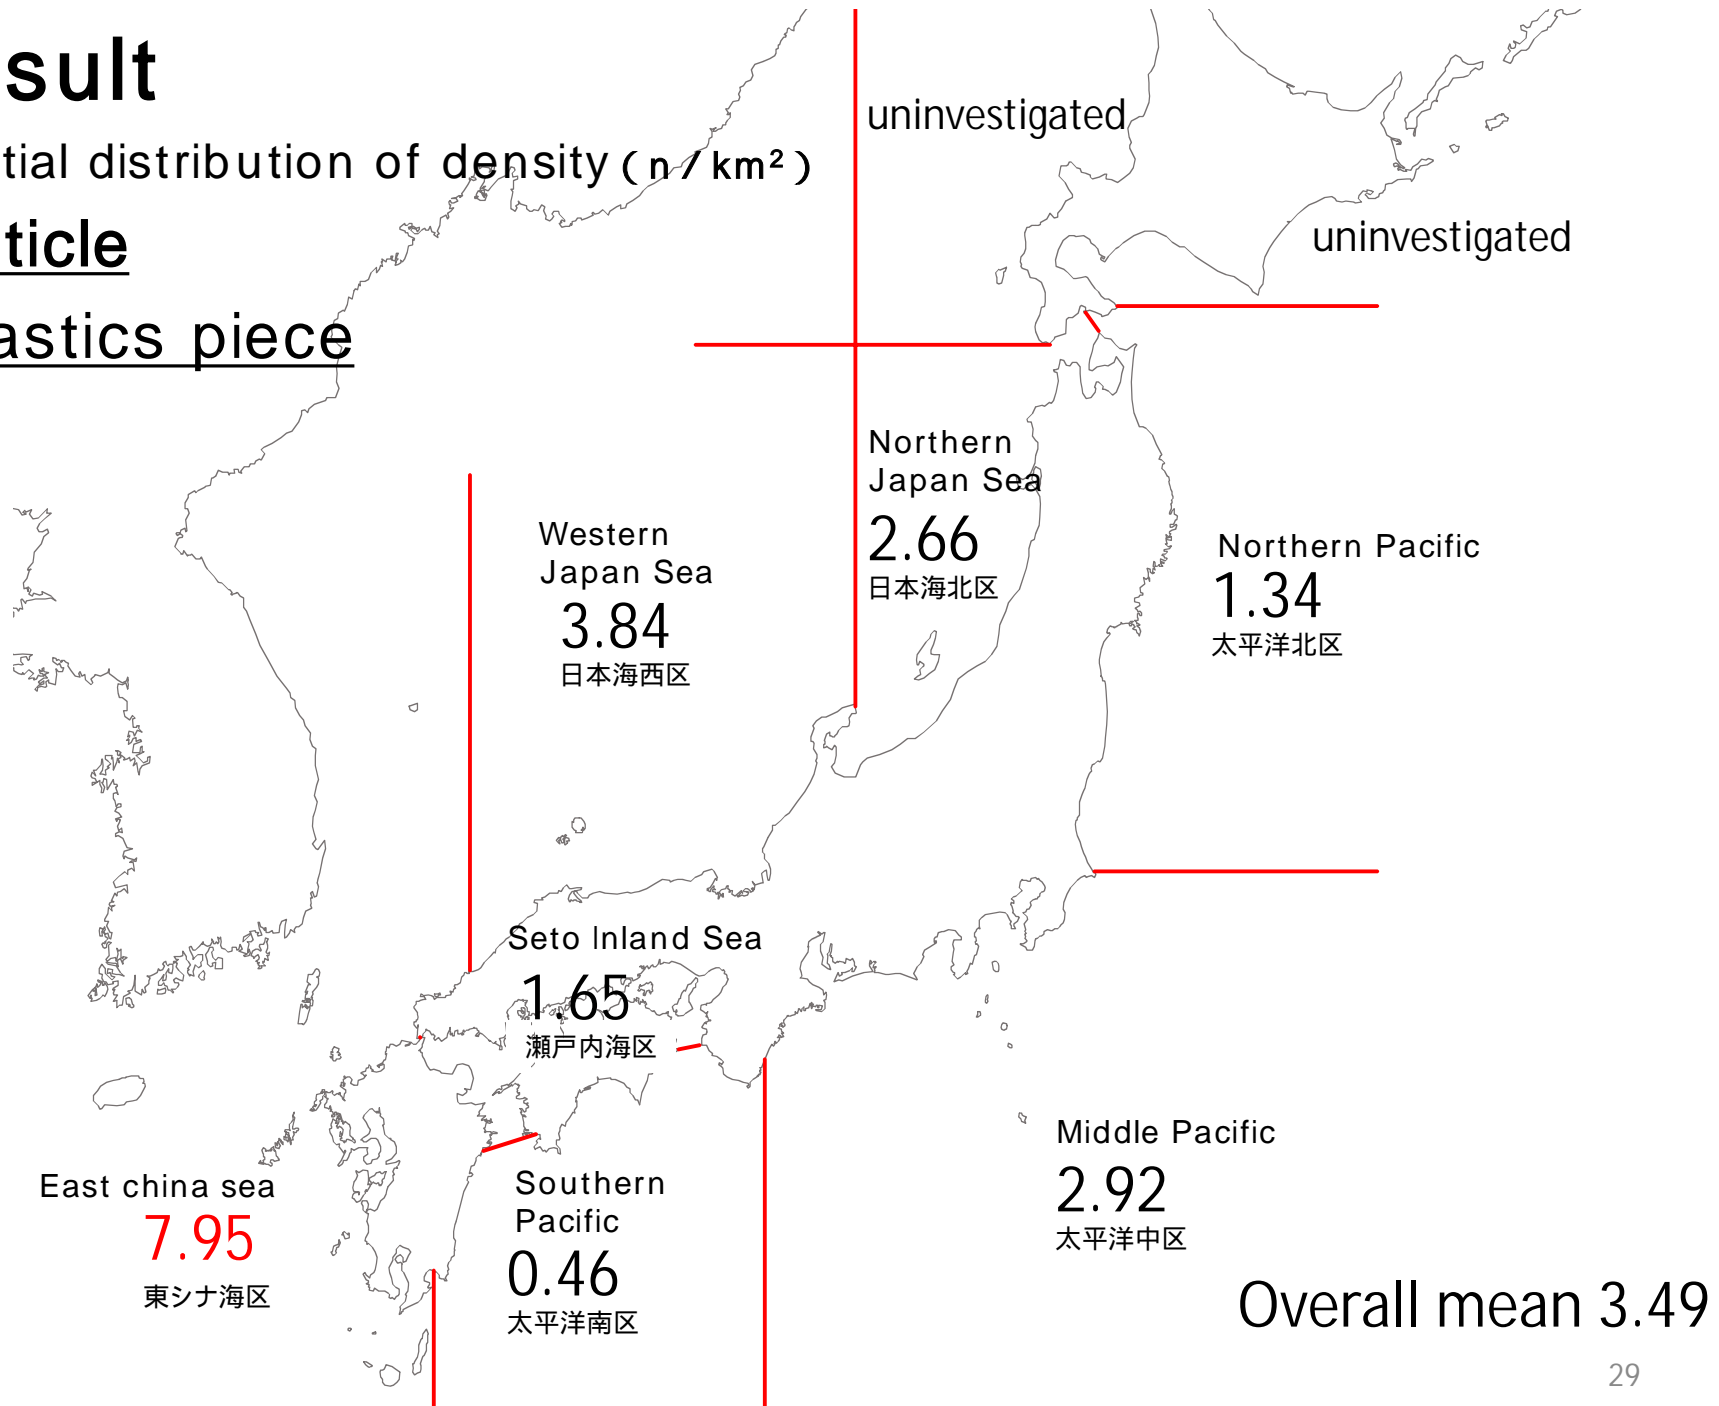 sult
tial distribution of density(n/km²)
ticle
astics piece
uninvestigated
uninvestigated
Northern
Japan Sea
2.66
日本海北区
Western
Japan Sea
3.84
日本海西区
Northern Pacific
1.34
太平洋北区
Seto Inland Sea
1.65
瀬戸内海区
Middle Pacific
2.92
太平洋中区
East china sea
7.95
東シナ海区
Southern
Pacific
0.46
太平洋南区
Overall mean 3.49
29